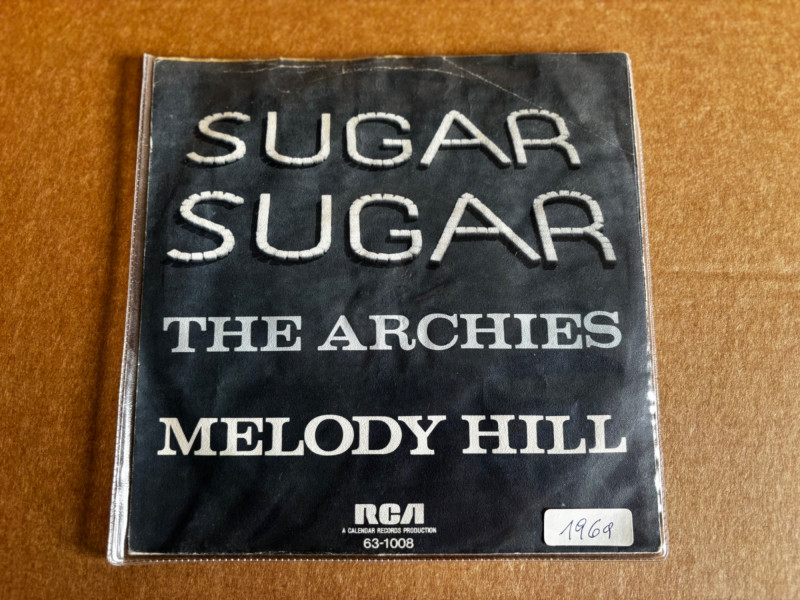 SUGAR
SUGAR
THE ARCHIES
MELODY HILL
RCA
A CALENDAR RECORDS PRODUCTION
63-1008
1969